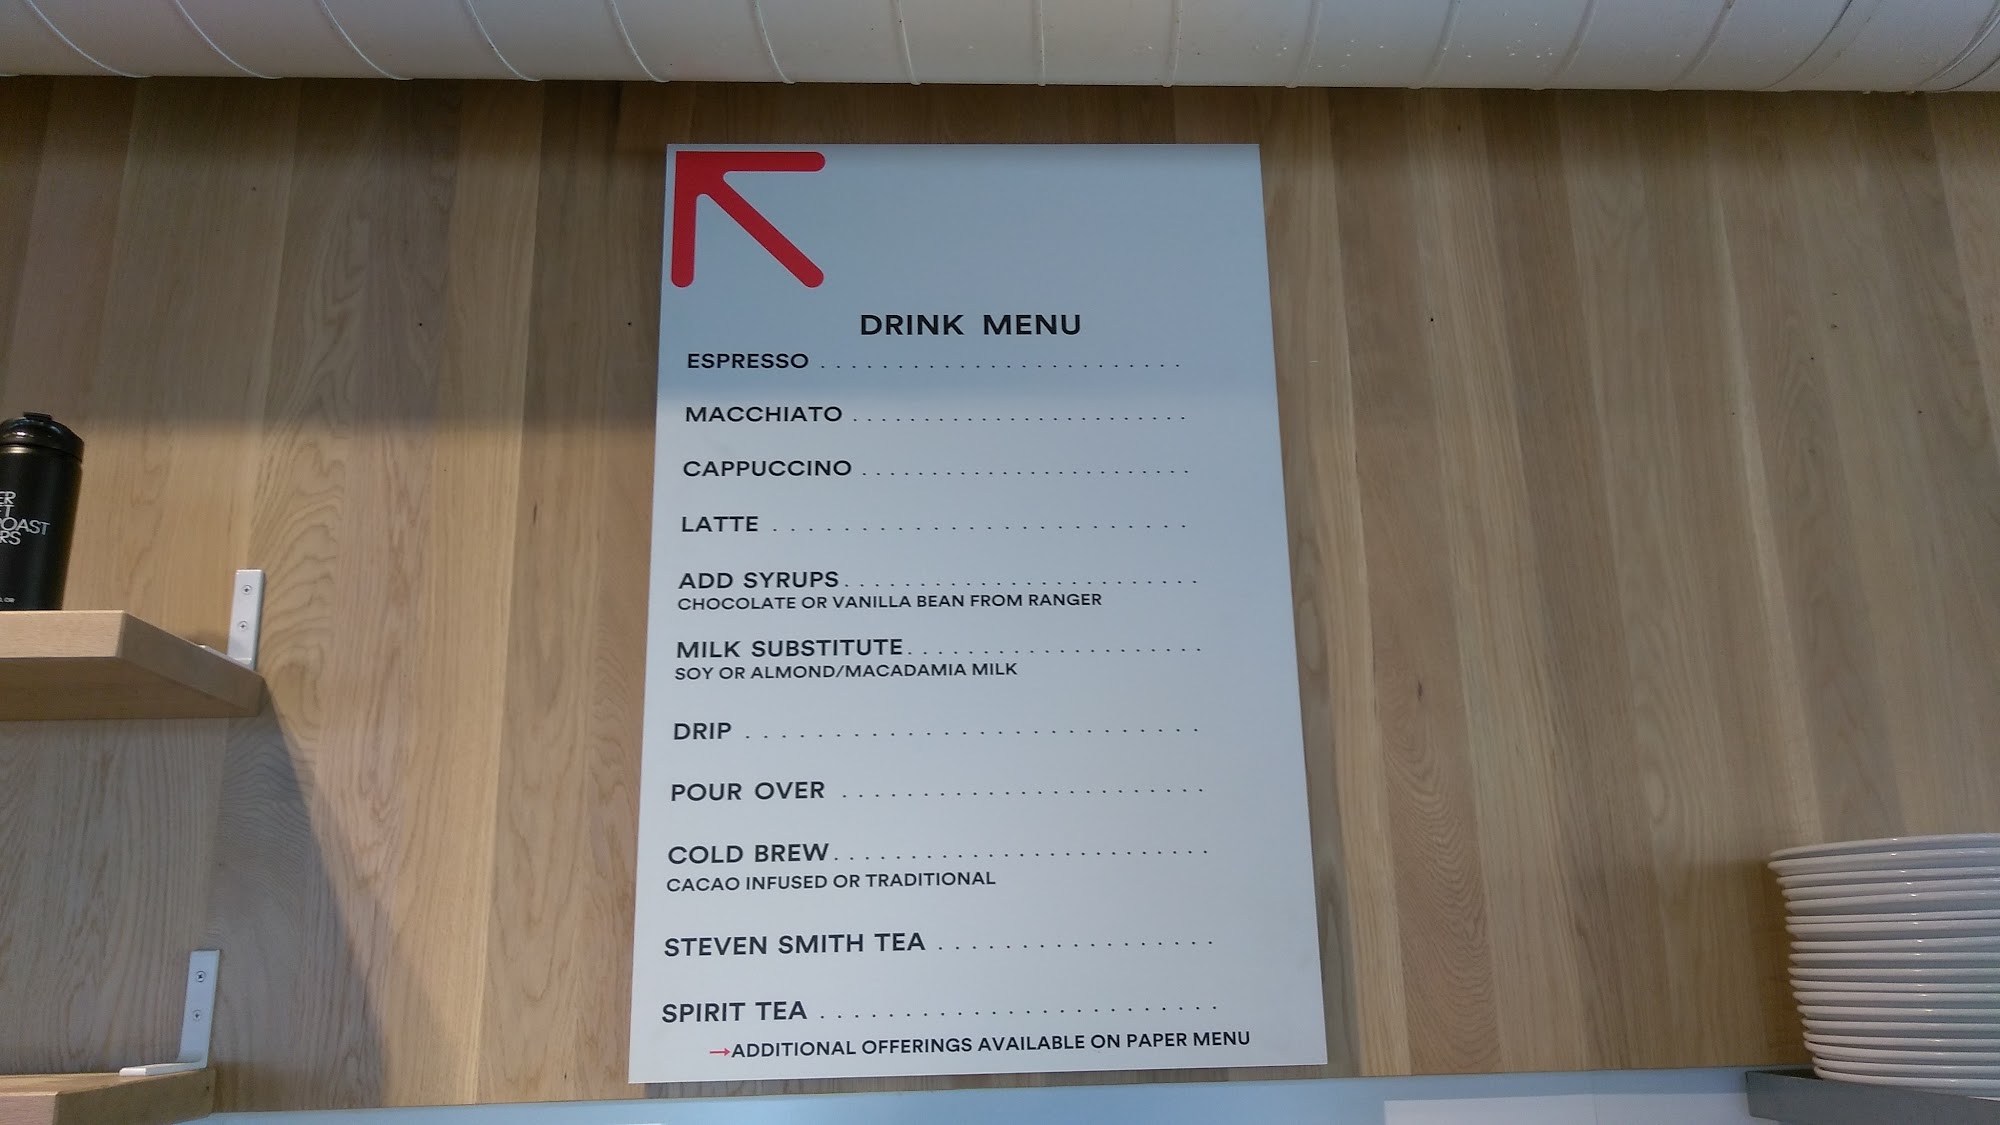 DRINK MENU
ESPRESSO . . . . . . . . . . . . . . . . . . . . . . . .
MACCHIATO . . . . . . . . . . . . . . . . . . . . . . .
CAPPUCCINO . . . . . . . . . . . . . . . . . . . . . .
LATTE . . . . . . . . . . . . . . . . . . . . . . . .
ADD SYRUPS . . . . . . . . . . . . . . . . . . . . . . .
CHOCOLATE OR VANILLA BEAN FROM RANGER
MILK SUBSTITUTE . . . . . . . . . . . . . . . . . . .
SOY OR ALMOND/MACADAMIA MILK
DRIP . . . . . . . . . . . . . . . . . . . . . . . . .
POUR OVER . . . . . . . . . . . . . . . . . . . . . . .
COLD BREW . . . . . . . . . . . . . . . . . . . . . . . .
CACAO INFUSED OR TRADITIONAL
STEVEN SMITH TEA . . . . . . . . . . . . . . . . .
SPIRIT TEA . . . . . . . . . . . . . . . . . . . . . . .
→ADDITIONAL OFFERINGS AVAILABLE ON PAPER MENU